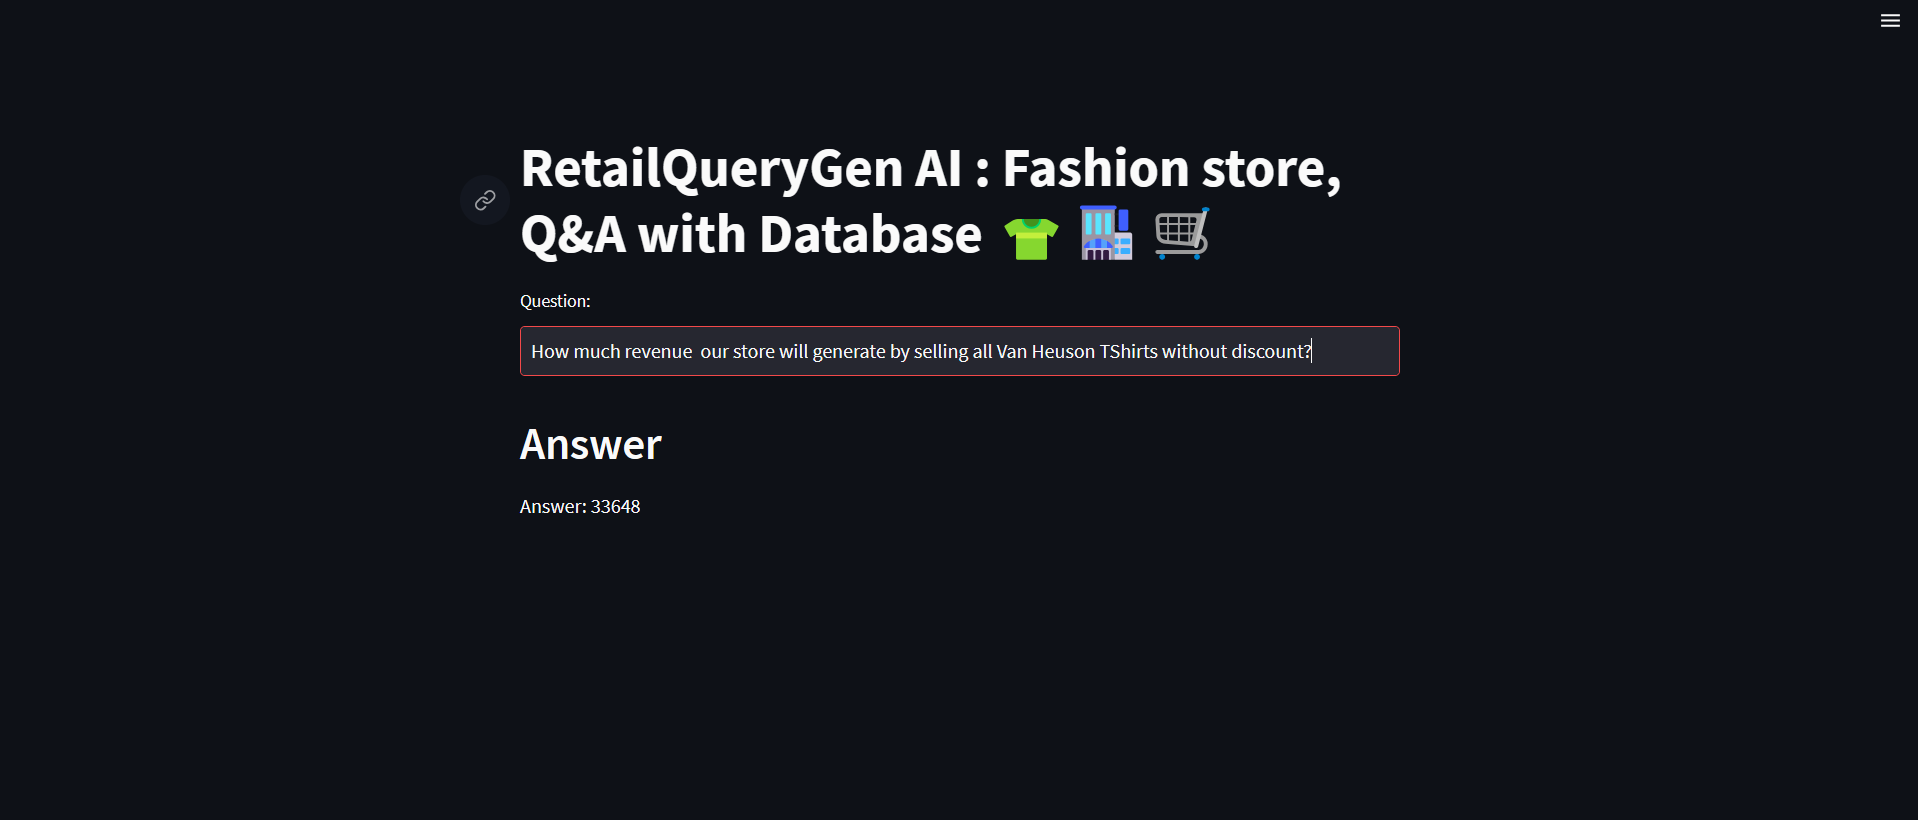 RetailQueryGen AI : Fashion store,
Q&A with Database
Question:
How much revenue  our store will generate by selling all Van Heuson TShirts without discount?
Answer
Answer: 33648